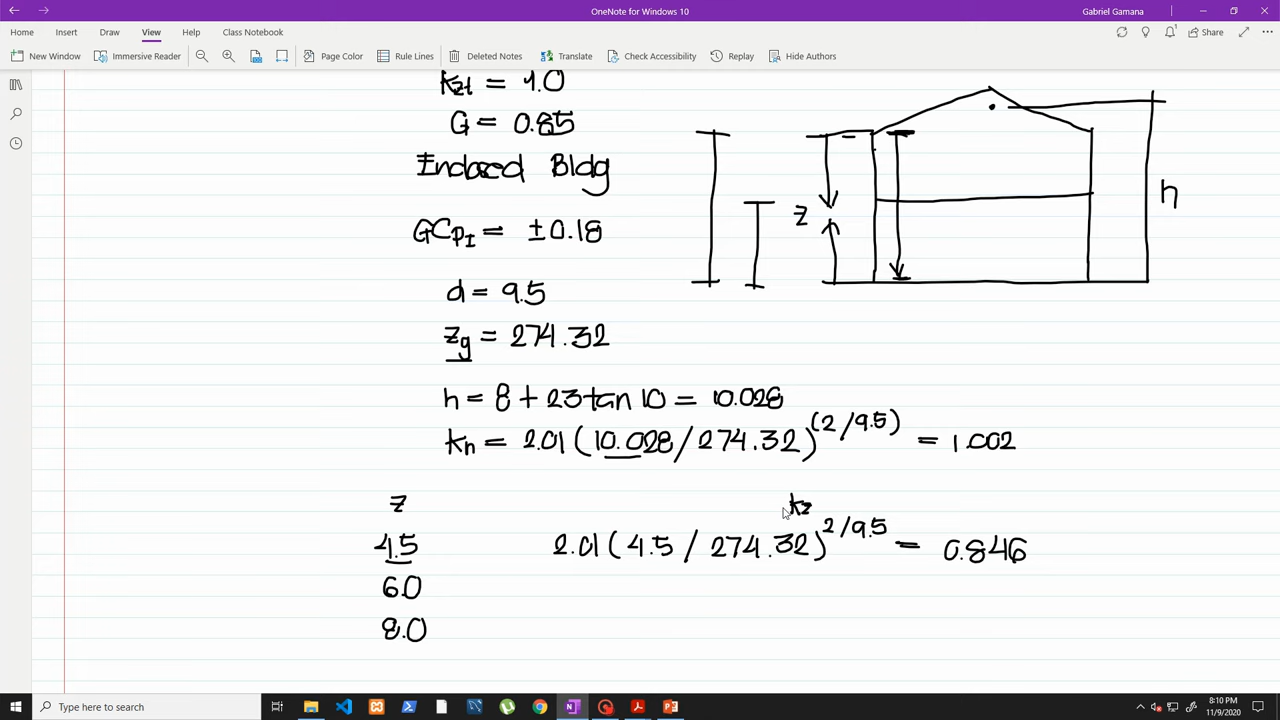 OneNote for Windows 10
Gabriel Gamana
Home Insert Draw View Help Class Notebook
Share
New Window Immersive Reader Page Color Rule Lines Deleted Notes Translate Check Accessibility Replay Hide Authors
Kzt = 1.0
G = 0.85
Enclosed Bldg
GCpI = ±0.18
z
h
d = 9.5
zg = 274.32
h = 8 + 23tan10 = 10.028
kh = 2.01(10.028/274.32)^(2/9.5) = 1.002
z kz
4.5 2.01(4.5/274.32)^2/9.5 = 0.846
6.0
8.0
Type here to search
8:10 PM
11/9/2020